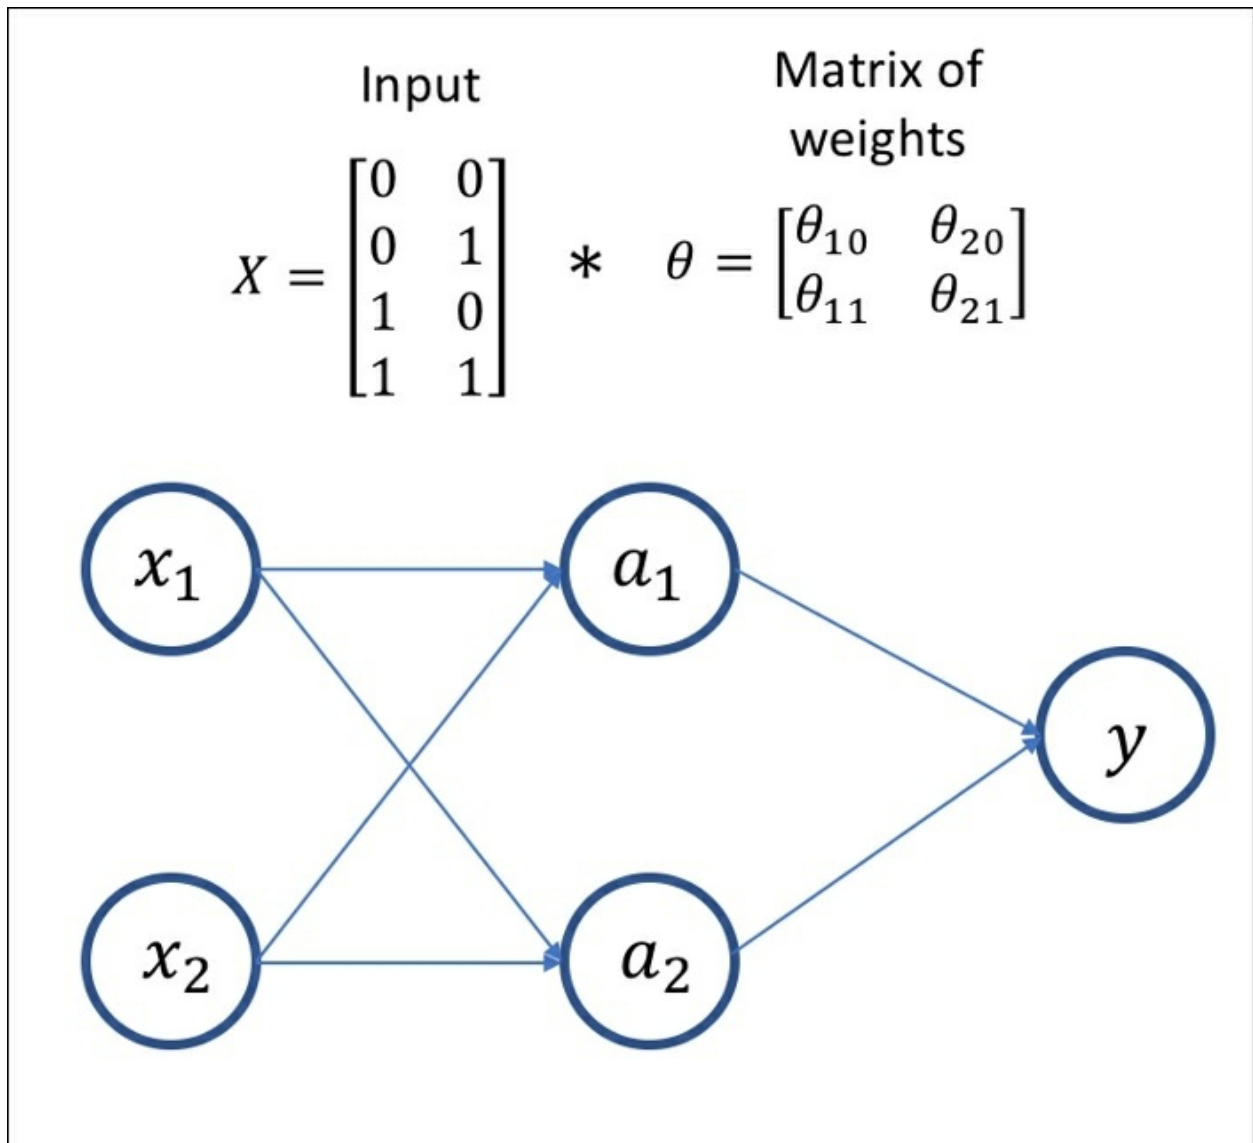 Input
Matrix of
weights
X = [0 0
0 1
1 0
1 1] * θ = [θ₁₀ θ₂₀
θ₁₁ θ₂₁]
x₁
a₁
y
x₂
a₂